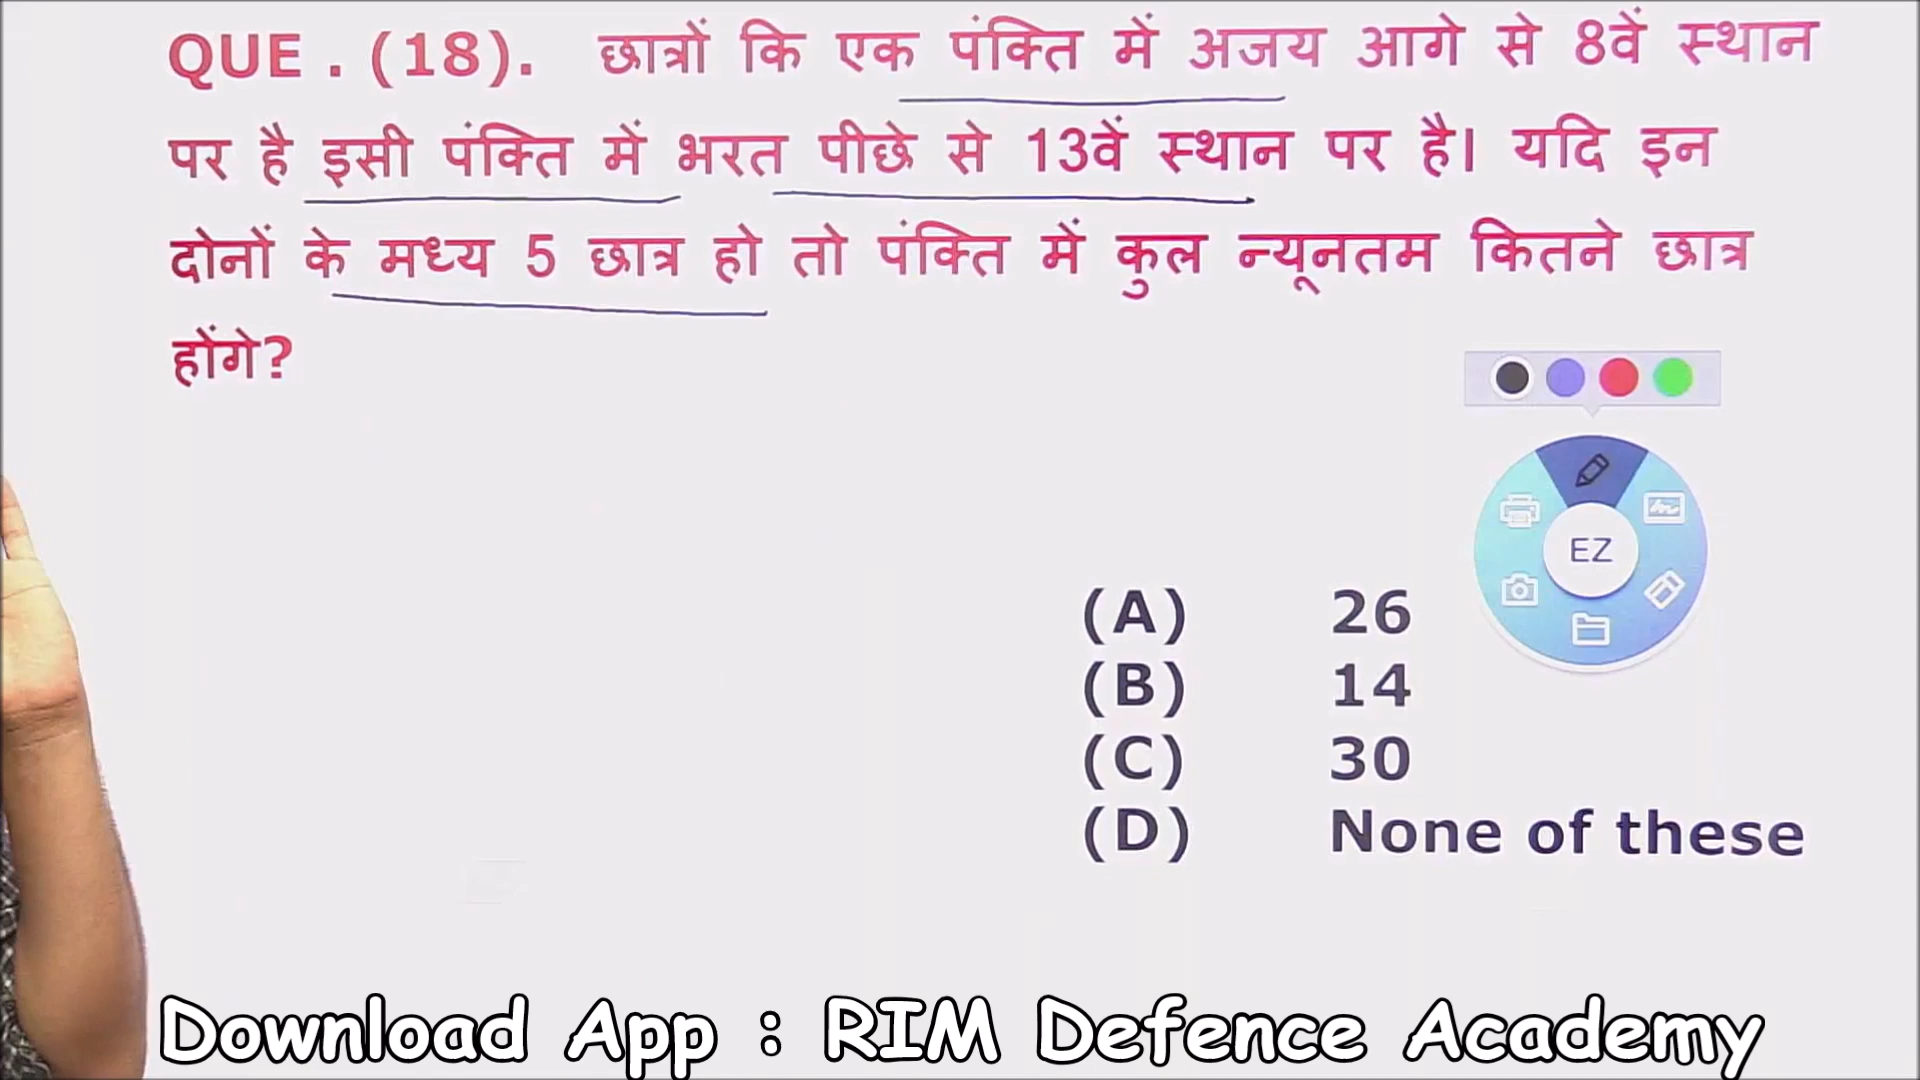 QUE . (18). छात्रों कि एक पंक्ति में अजय आगे से 8वें स्थान
पर है इसी पंक्ति में भरत पीछे से 13वें स्थान पर है। यदि इन
दोनों के मध्य 5 छात्र हो तो पंक्ति में कुल न्यूनतम कितने छात्र
होंगे?
EZ
(A) 26
(B) 14
(C) 30
(D) None of these
Download App : RIM Defence Academy